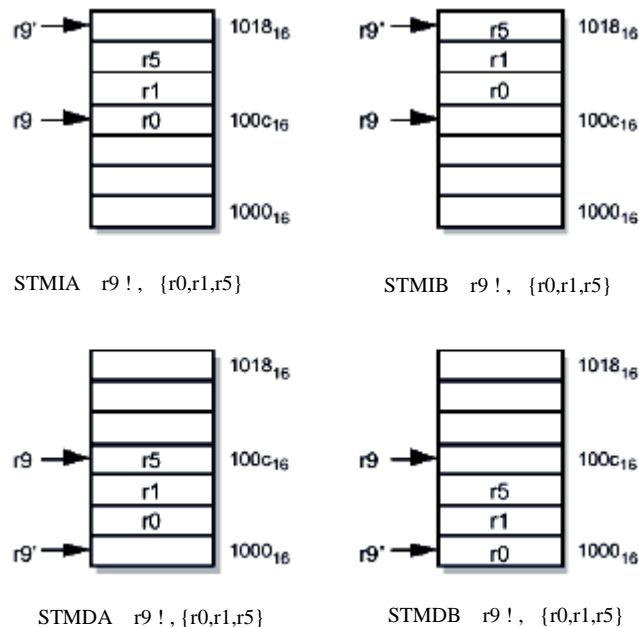 r9' 1018₁₆
r5
r1
r9 r0 100c₁₆
1000₁₆
STMIA r9 ! , {r0,r1,r5}
r9' r5 1018₁₆
r1
r0
r9 100c₁₆
1000₁₆
STMIB r9 ! , {r0,r1,r5}
1018₁₆
r9 r5 100c₁₆
r1
r0
r9' 1000₁₆
STMDA r9 ! , {r0,r1,r5}
1018₁₆
r9 100c₁₆
r5
r1
r9' r0 1000₁₆
STMDB r9 ! , {r0,r1,r5}